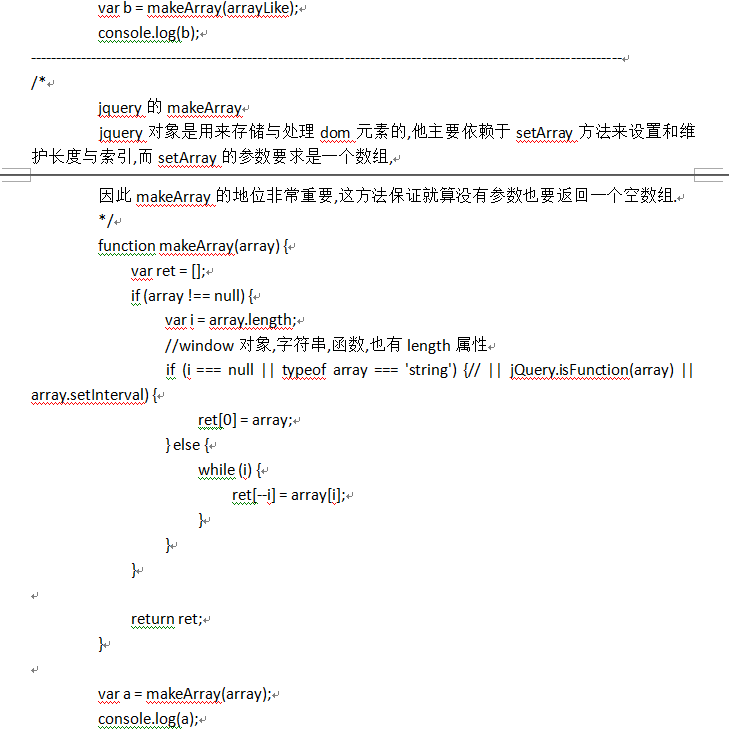 var b = makeArray(arrayLike);
console.log(b);
---------------------------------------------------------------------------------------------------------------------
/*
jquery 的 makeArray
jquery 对象是用来存储与处理 dom 元素的,他主要依赖于 setArray 方法来设置和维
护长度与索引,而 setArray 的参数要求是一个数组,
因此 makeArray 的地位非常重要,这方法保证就算没有参数也要返回一个空数组.
*/
function makeArray(array) {
var ret = [];
if (array !== null) {
var i = array.length;
//window 对象,字符串,函数,也有 length 属性
if (i === null || typeof array === 'string') {// || jQuery.isFunction(array) ||
array.setInterval) {
ret[0] = array;
} else {
while (i) {
ret[--i] = array[i];
}
}
}
return ret;
}
var a = makeArray(array);
console.log(a);